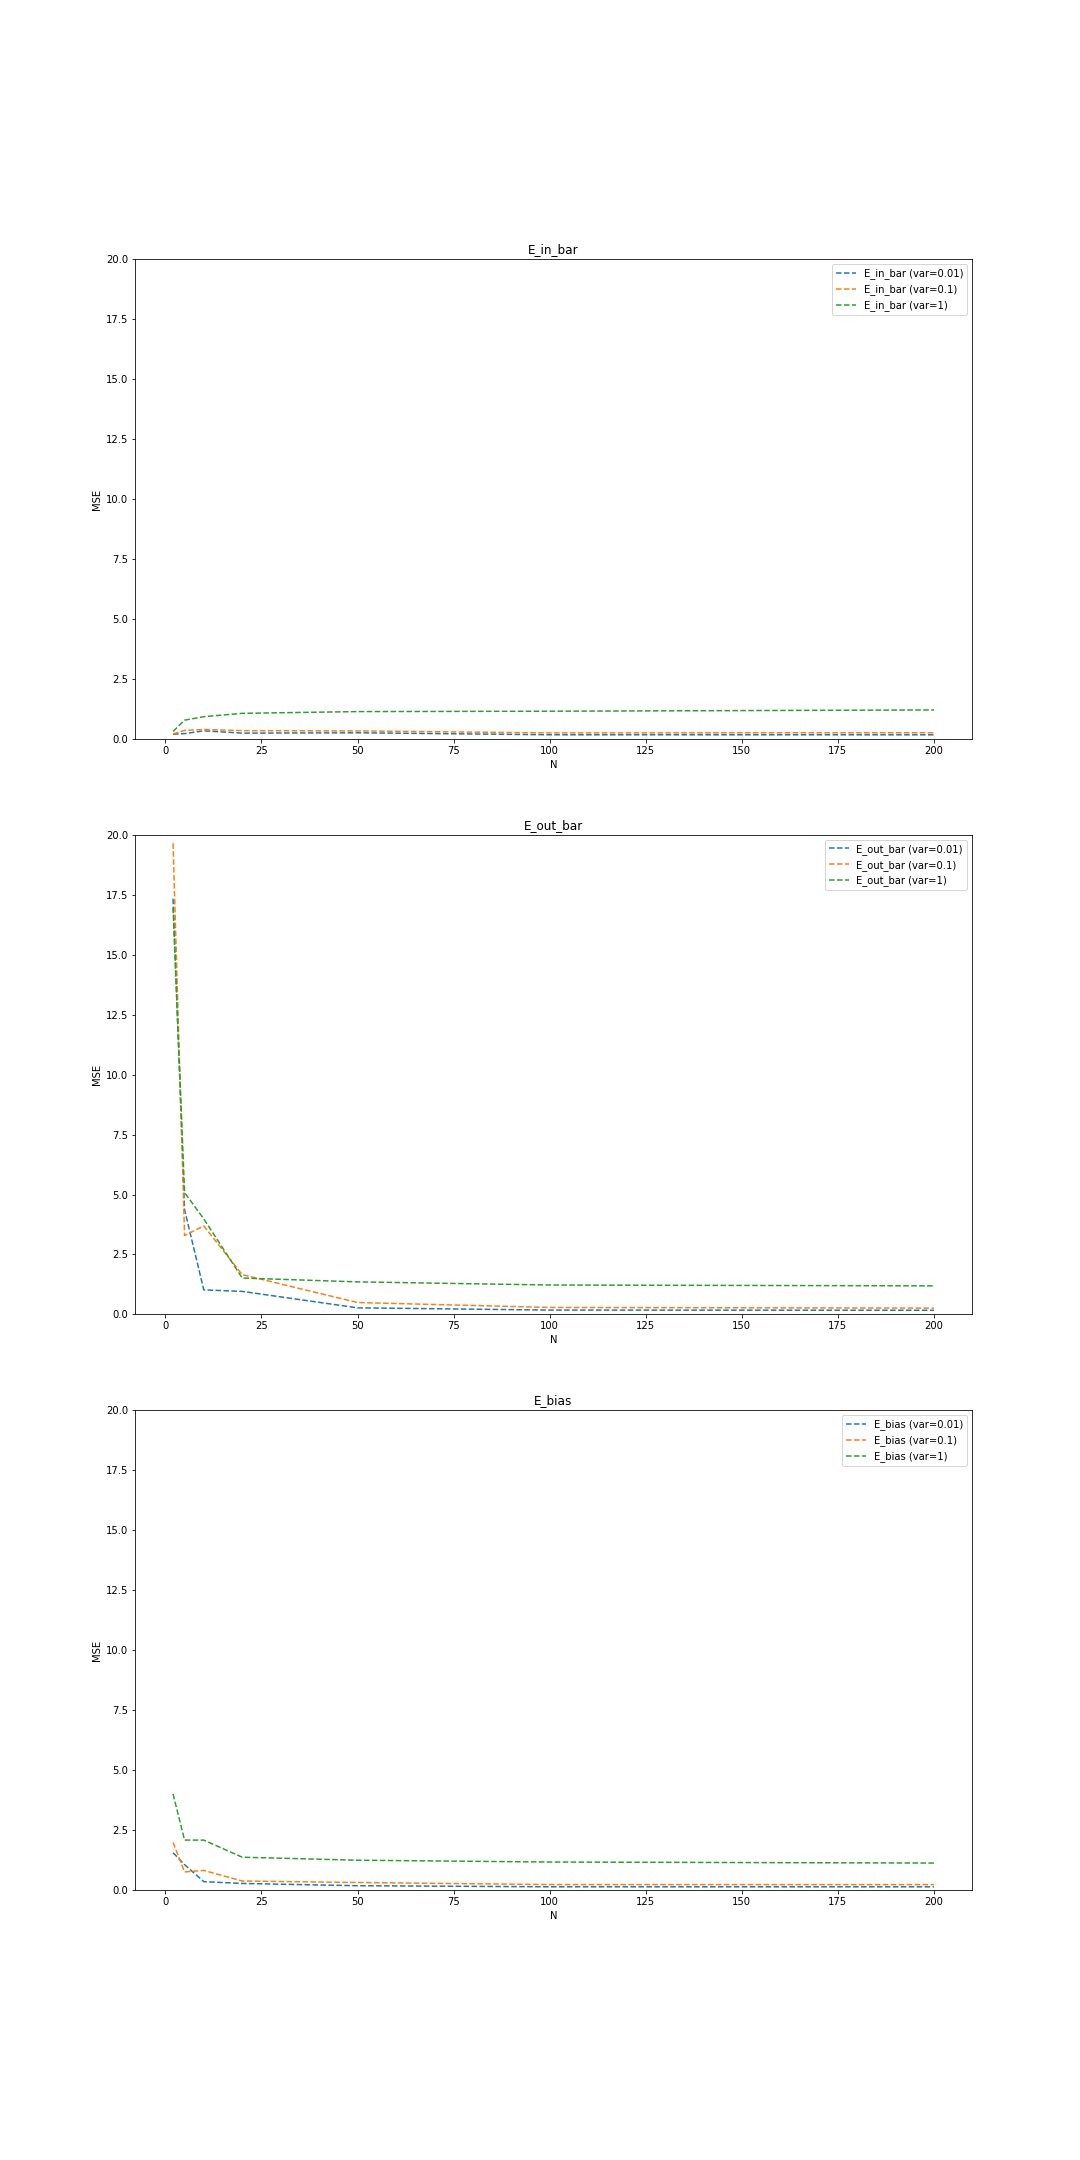 E_in_bar
20.0
17.5
15.0
12.5
10.0
7.5
5.0
2.5
0.0
MSE
E_in_bar (var=0.01)
E_in_bar (var=0.1)
E_in_bar (var=1)
0 25 50 75 100 125 150 175 200
N
E_out_bar
20.0
17.5
15.0
12.5
10.0
7.5
5.0
2.5
0.0
MSE
E_out_bar (var=0.01)
E_out_bar (var=0.1)
E_out_bar (var=1)
0 25 50 75 100 125 150 175 200
N
E_bias
20.0
17.5
15.0
12.5
10.0
7.5
5.0
2.5
0.0
MSE
E_bias (var=0.01)
E_bias (var=0.1)
E_bias (var=1)
0 25 50 75 100 125 150 175 200
N